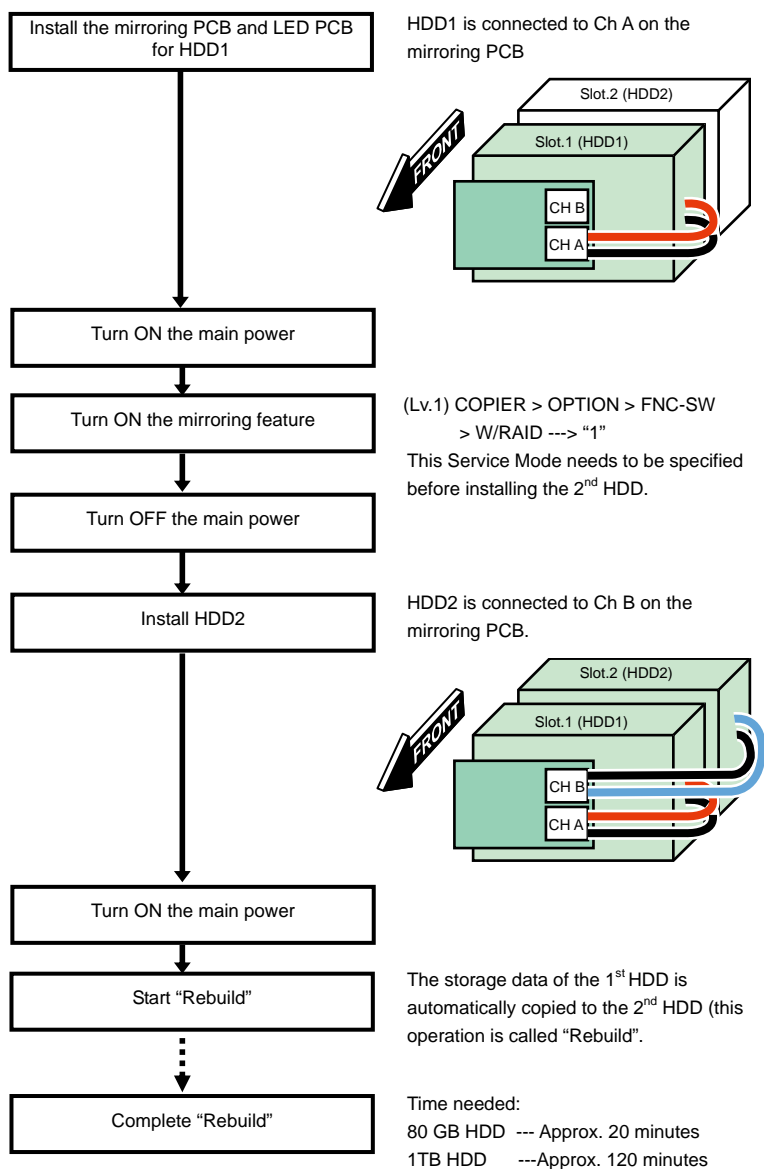 Install the mirroring PCB and LED PCB
for HDD1
HDD1 is connected to Ch A on the
mirroring PCB
Slot.2 (HDD2)
Slot.1 (HDD1)
FRONT
CH B
CH A
Turn ON the main power
Turn ON the mirroring feature
(Lv.1) COPIER > OPTION > FNC-SW
> W/RAID ---> “1”
This Service Mode needs to be specified
before installing the 2nd HDD.
Turn OFF the main power
Install HDD2
HDD2 is connected to Ch B on the
mirroring PCB.
Slot.2 (HDD2)
Slot.1 (HDD1)
FRONT
CH B
CH A
Turn ON the main power
Start “Rebuild”
The storage data of the 1st HDD is
automatically copied to the 2nd HDD (this
operation is called “Rebuild”.
Complete “Rebuild”
Time needed:
80 GB HDD --- Approx. 20 minutes
1TB HDD ---Approx. 120 minutes